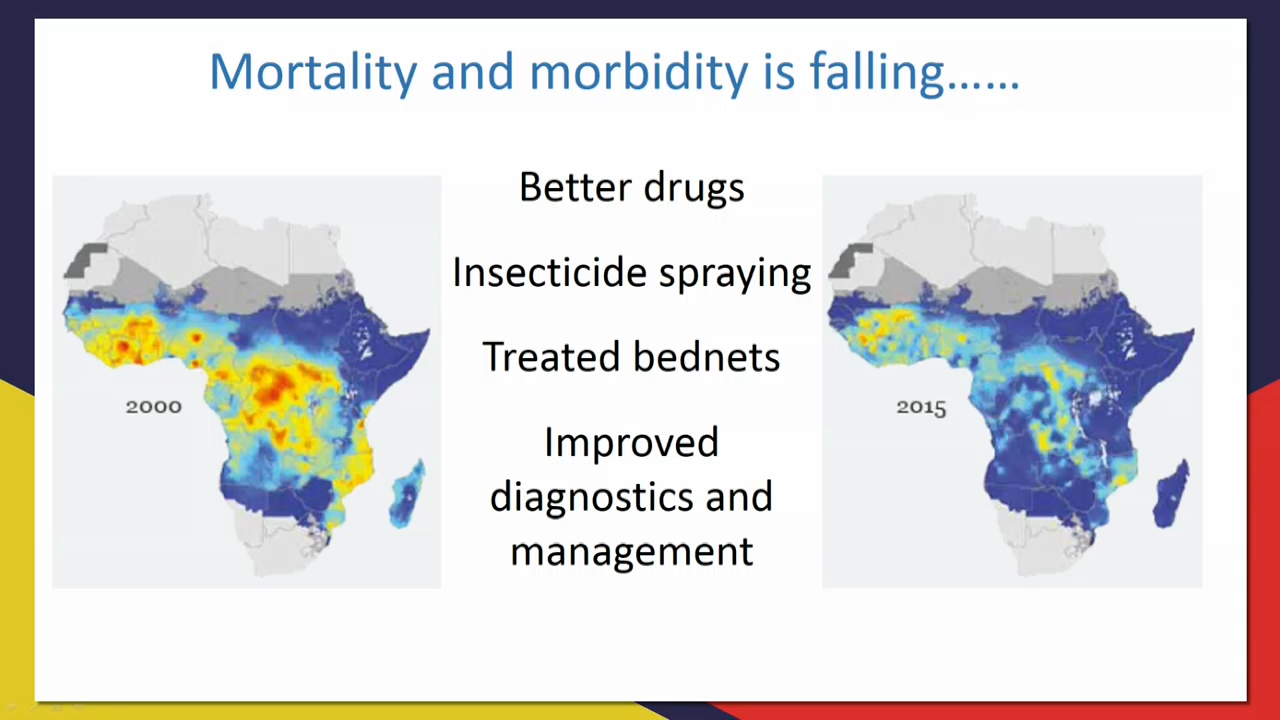 Mortality and morbidity is falling......
Better drugs
Insecticide spraying
Treated bednets
Improved
diagnostics and
management
2000
2015